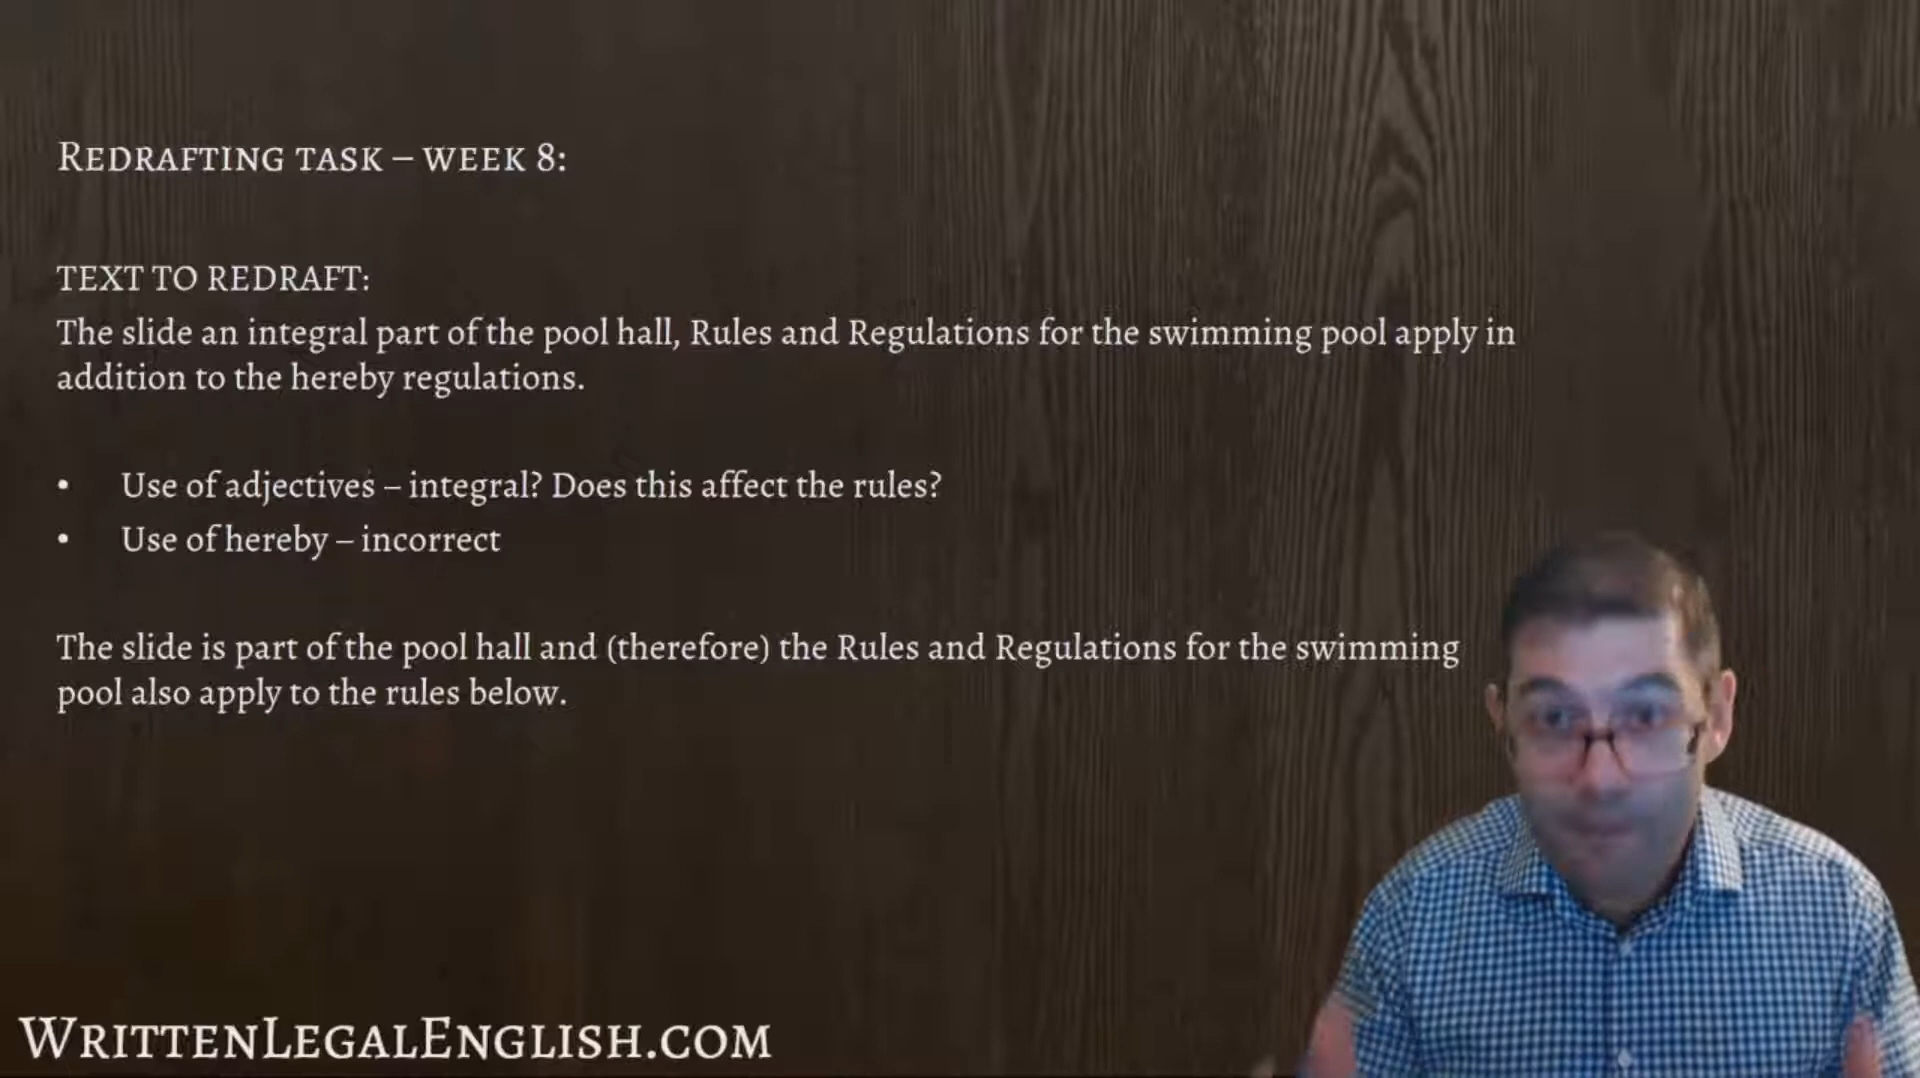 REDRAFTING TASK – WEEK 8:
TEXT TO REDRAFT:
The slide an integral part of the pool hall, Rules and Regulations for the swimming pool apply in
addition to the hereby regulations.
• Use of adjectives – integral? Does this affect the rules?
• Use of hereby – incorrect
The slide is part of the pool hall and (therefore) the Rules and Regulations for the swimming
pool also apply to the rules below.
WRITTENLEGALENGLISH.COM